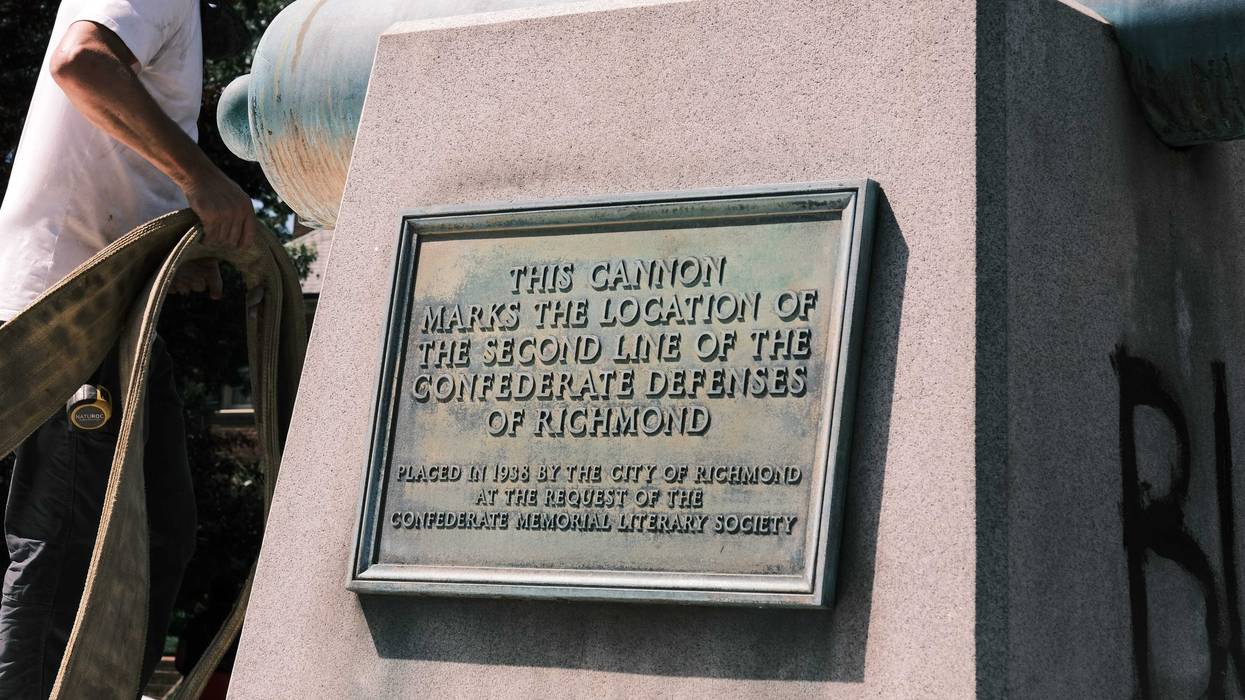 THIS CANNON
MARKS THE LOCATION OF
THE SECOND LINE OF THE
CONFEDERATE DEFENSES
OF RICHMOND
PLACED IN 1938 BY THE CITY OF RICHMOND
AT THE REQUEST OF THE
CONFEDERATE MEMORIAL LITERARY SOCIETY
NATUROC